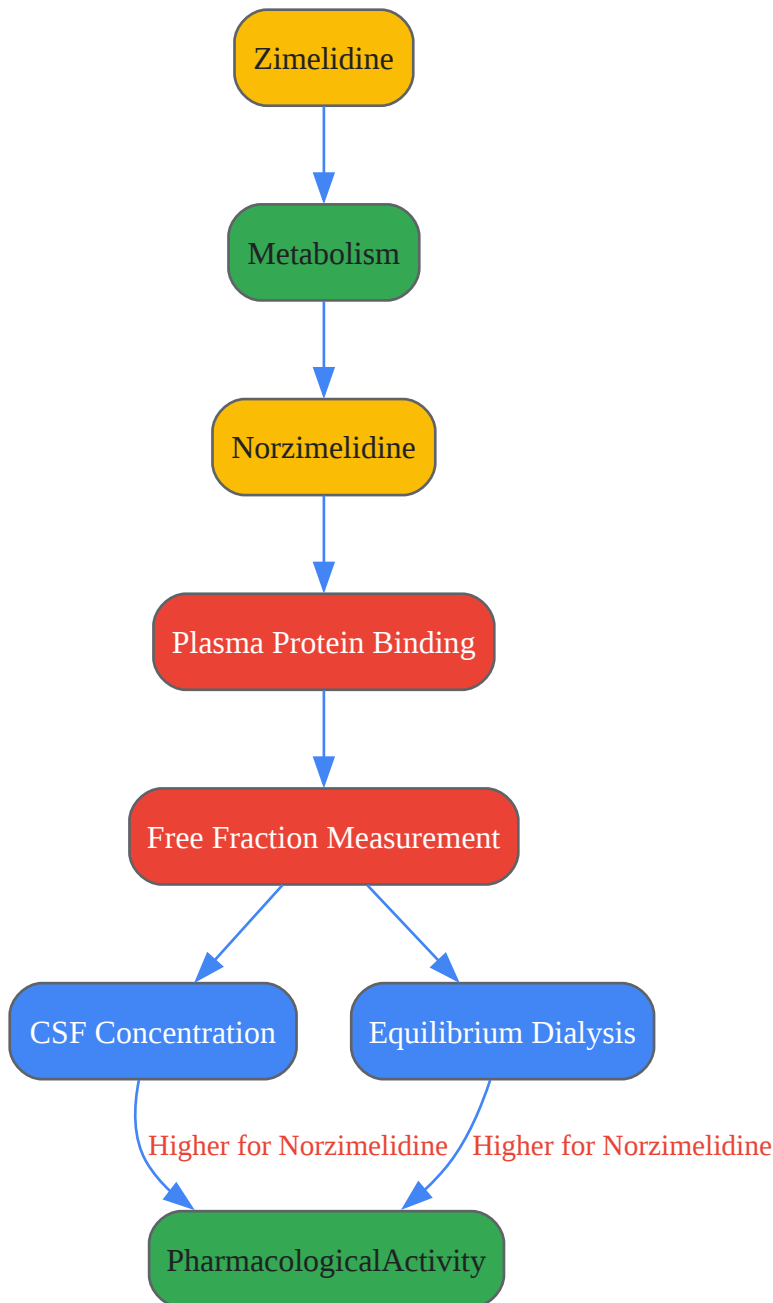 Zimelidine
Metabolism
Norzimelidine
Plasma Protein Binding
Free Fraction Measurement
CSF Concentration
Equilibrium Dialysis
Higher for Norzimelidine
Higher for Norzimelidine
PharmacologicalActivity